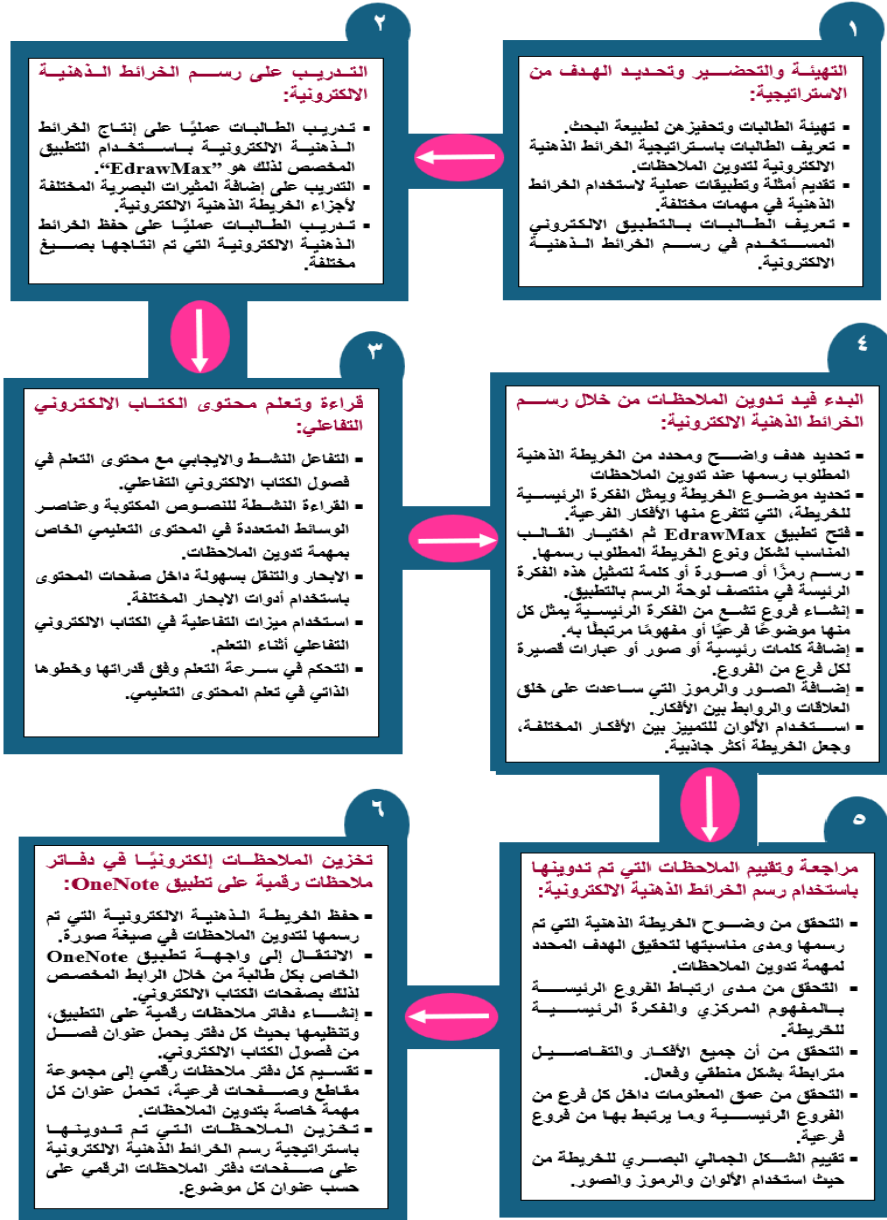 ١
التهيئة والتحضير وتحديد الهدف من
الاستراتيجية:
▪ تهيئة الطالبات وتحفيزهن لطبيعة البحث.
▪ تعريف الطالبات باستراتيجية الخرائط الذهنية
الالكترونية لتدوين الملاحظات.
▪ تقديم أمثلة وتطبيقات عملية لاستخدام الخرائط
الذهنية في مهمات مختلفة.
▪ تعريف الطالبات بالتطبيق الالكتروني
المستخدم في رسم الخرائط الذهنية
الالكترونية.
٢
التدريب على رسم الخرائط الذهنية
الالكترونية:
▪ تدريب الطالبات عمليًا على إنتاج الخرائط
الذهنية الالكترونية باستخدام التطبيق
المخصص لذلك هو “EdrawMax”.
▪ التدريب على إضافة المثيرات البصرية المختلفة
لأجزاء الخريطة الذهنية الالكترونية.
▪ تدريب الطالبات عمليًا على حفظ الخرائط
الذهنية الالكترونية التي تم انتاجها بصيغ
مختلفة.
٣
قراءة وتعلم محتوى الكتاب الالكتروني
التفاعلي:
▪ التفاعل النشط والايجابي مع محتوى التعلم في
فصول الكتاب الالكتروني التفاعلي.
▪ القراءة النشطة للنصوص المكتوبة وعناصر
الوسائط المتعددة في المحتوى التعليمي الخاص
بمهمة تدوين الملاحظات.
▪ الابحار والتنقل بسهولة داخل صفحات المحتوى
باستخدام أدوات الابحار المختلفة.
▪ استخدام ميزات التفاعلية في الكتاب الالكتروني
التفاعلي أثناء التعلم.
▪ التحكم في سرعة التعلم وفق قدراتها وخطوها
الذاتي في تعلم المحتوى التعليمي.
٤
البدء فيد تدوين الملاحظات من خلال رسم
الخرائط الذهنية الالكترونية:
▪ تحديد هدف واضح ومحدد من الخريطة الذهنية
المطلوب رسمها عند تدوين الملاحظات
▪ تحديد موضوع الخريطة ويمثل الفكرة الرئيسية
للخريطة، التي تتفرع منها الأفكار الفرعية.
▪ فتح تطبيق EdrawMax ثم اختيار القالب
المناسب لشكل ونوع الخريطة المطلوب رسمها.
▪ رسم رمزًا أو صورة أو كلمة لتمثيل هذه الفكرة
الرئيسة في منتصف لوحة الرسم بالتطبيق.
▪ إنشاء فروع تشع من الفكرة الرئيسية يمثل كل
منها موضوعًا فرعيًا أو مفهومًا مرتبطًا به.
▪ إضافة كلمات رئيسية أو صور أو عبارات قصيرة
لكل فرع من الفروع.
▪ إضافة الصور والرموز التي ساعدت على خلق
العلاقات والروابط بين الأفكار.
▪ استخدام الألوان للتمييز بين الأفكار المختلفة،
وجعل الخريطة أكثر جاذبية.
٥
مراجعة وتقييم الملاحظات التي تم تدوينها
باستخدام رسم الخرائط الذهنية الالكترونية:
▪ التحقق من وضوح الخريطة الذهنية التي تم
رسمها ومدى مناسبتها لتحقيق الهدف المحدد
لمهمة تدوين الملاحظات.
▪ التحقق من مدى ارتباط الفروع الرئيسة
بالمفهوم المركزي والفكرة الرئيسية
للخريطة.
▪ التحقق من أن جميع الأفكار والتفاصيل
مترابطة بشكل منطقي وفعال.
▪ التحقق من عمق المعلومات داخل كل فرع من
الفروع الرئيسية وما يرتبط بها من فروع
فرعية.
▪ تقييم الشكل الجمالي البصري للخريطة من
حيث استخدام الألوان والرموز والصور.
٦
تخزين الملاحظات إلكترونيًا في دفاتر
ملاحظات رقمية على تطبيق OneNote:
▪ حفظ الخريطة الذهنية الالكترونية التي تم
رسمها لتدوين الملاحظات في صيغة صورة.
▪ الانتقال إلى واجهة تطبيق OneNote
الخاص بكل طالبة من خلال الرابط المخصص
لذلك بصفحات الكتاب الالكتروني.
▪ إنشاء دفاتر ملاحظات رقمية على التطبيق،
وتنظيمها بحيث كل دفتر يحمل عنوان فصل
من فصول الكتاب الالكتروني.
▪ تقسيم كل دفتر ملاحظات رقمي إلى مجموعة
مقاطع وصفحات فرعية، تحمل عنوان كل
مهمة خاصة بتدوين الملاحظات.
▪ تخزين الملاحظات التي تم تدوينها
باستراتيجية رسم الخرائط الذهنية الالكترونية
على صفحات دفتر الملاحظات الرقمي على
حسب عنوان كل موضوع.